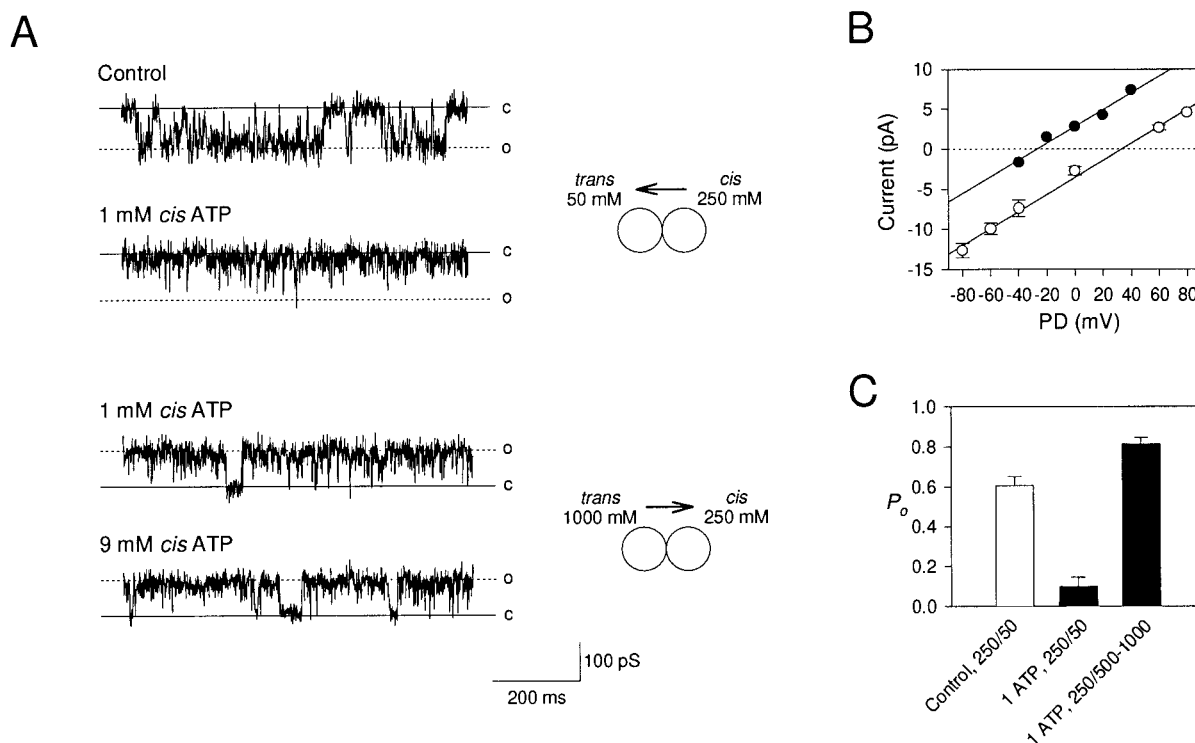 A
Control
c
o
1 mM cis ATP
c
o
trans cis
50 mM 250 mM
1 mM cis ATP
o
c
9 mM cis ATP
o
c
trans cis
1000 mM 250 mM
100 pS
200 ms
B
10
5
0
-5
-10
-15
Current (pA)
-80 -60 -40 -20 0 20 40 60 80
PD (mV)
C
1.0
0.8
0.6
0.4
0.2
0.0
Po
Control, 250/50
1 ATP, 250/50
1 ATP, 250/500-1000